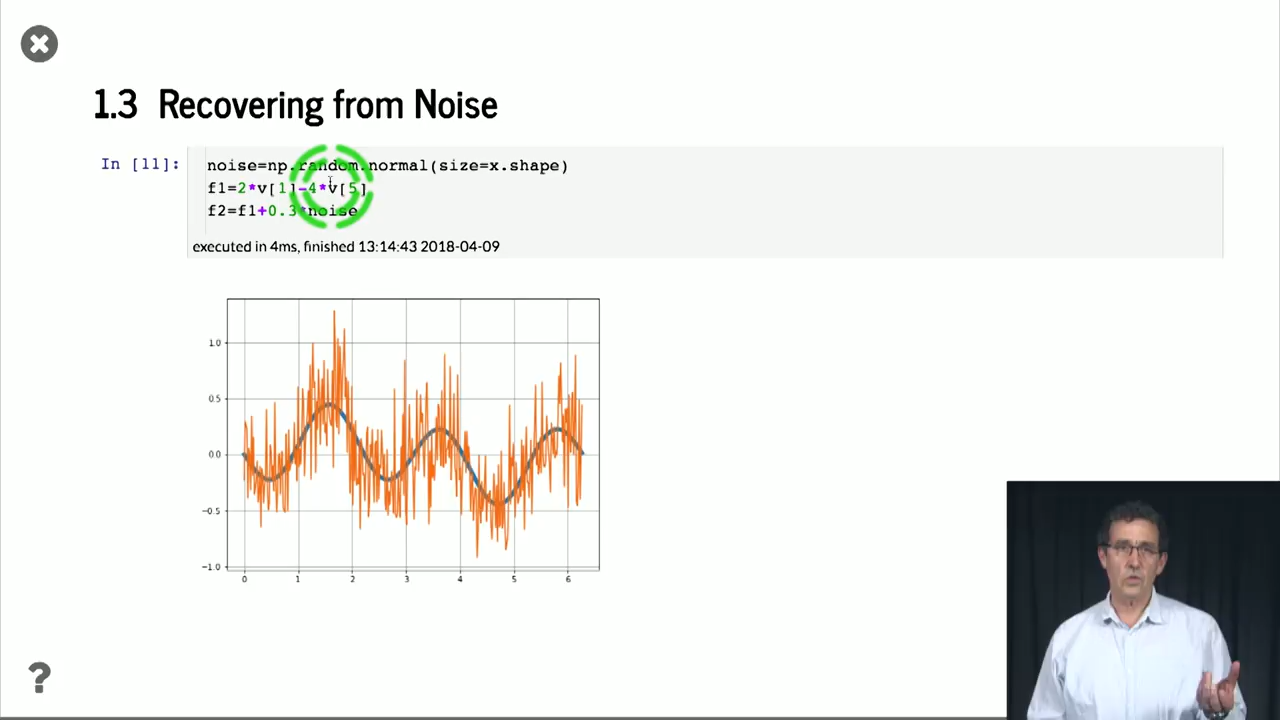 1.3 Recovering from Noise
In [11]:
noise=np.random.normal(size=x.shape)
f1=2*v[1]-4*v[5]
f2=f1+0.3*noise
executed in 4ms, finished 13:14:43 2018-04-09
1.0
0.5
0.0
−0.5
−1.0
0 1 2 3 4 5 6
?